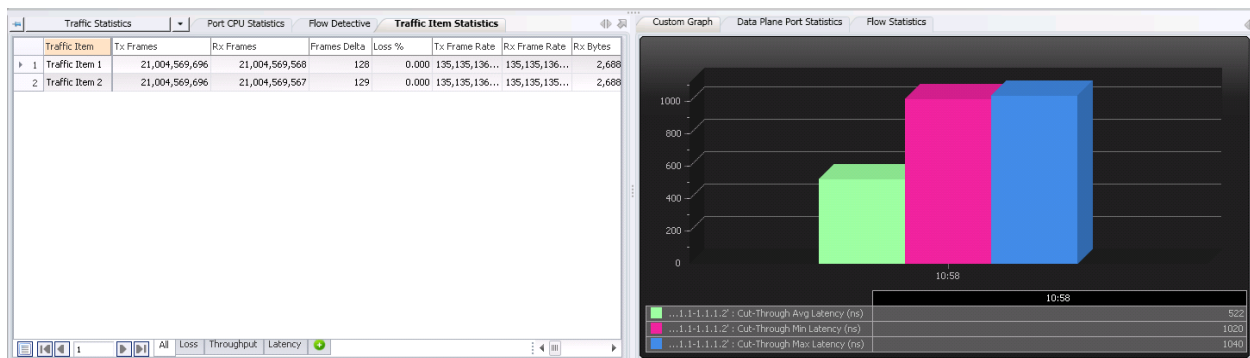 Traffic Statistics Port CPU Statistics Flow Detective Traffic Item Statistics
Traffic Item Tx Frames Rx Frames Frames Delta Loss % Tx Frame Rate Rx Frame Rate Rx Bytes
1 Traffic Item 1 21,004,569,696 21,004,569,568 128 0.000 135,135,136... 135,135,136... 2,688
2 Traffic Item 2 21,004,569,696 21,004,569,567 129 0.000 135,135,136... 135,135,135... 2,688
1 All Loss Throughput Latency
Custom Graph Data Plane Port Statistics Flow Statistics
1000
800
600
400
200
0
10:58
10:58
...1.1-1.1.1.2' : Cut-Through Avg Latency (ns) 522
...1.1-1.1.1.2' : Cut-Through Min Latency (ns) 1020
...1.1-1.1.1.2' : Cut-Through Max Latency (ns) 1040